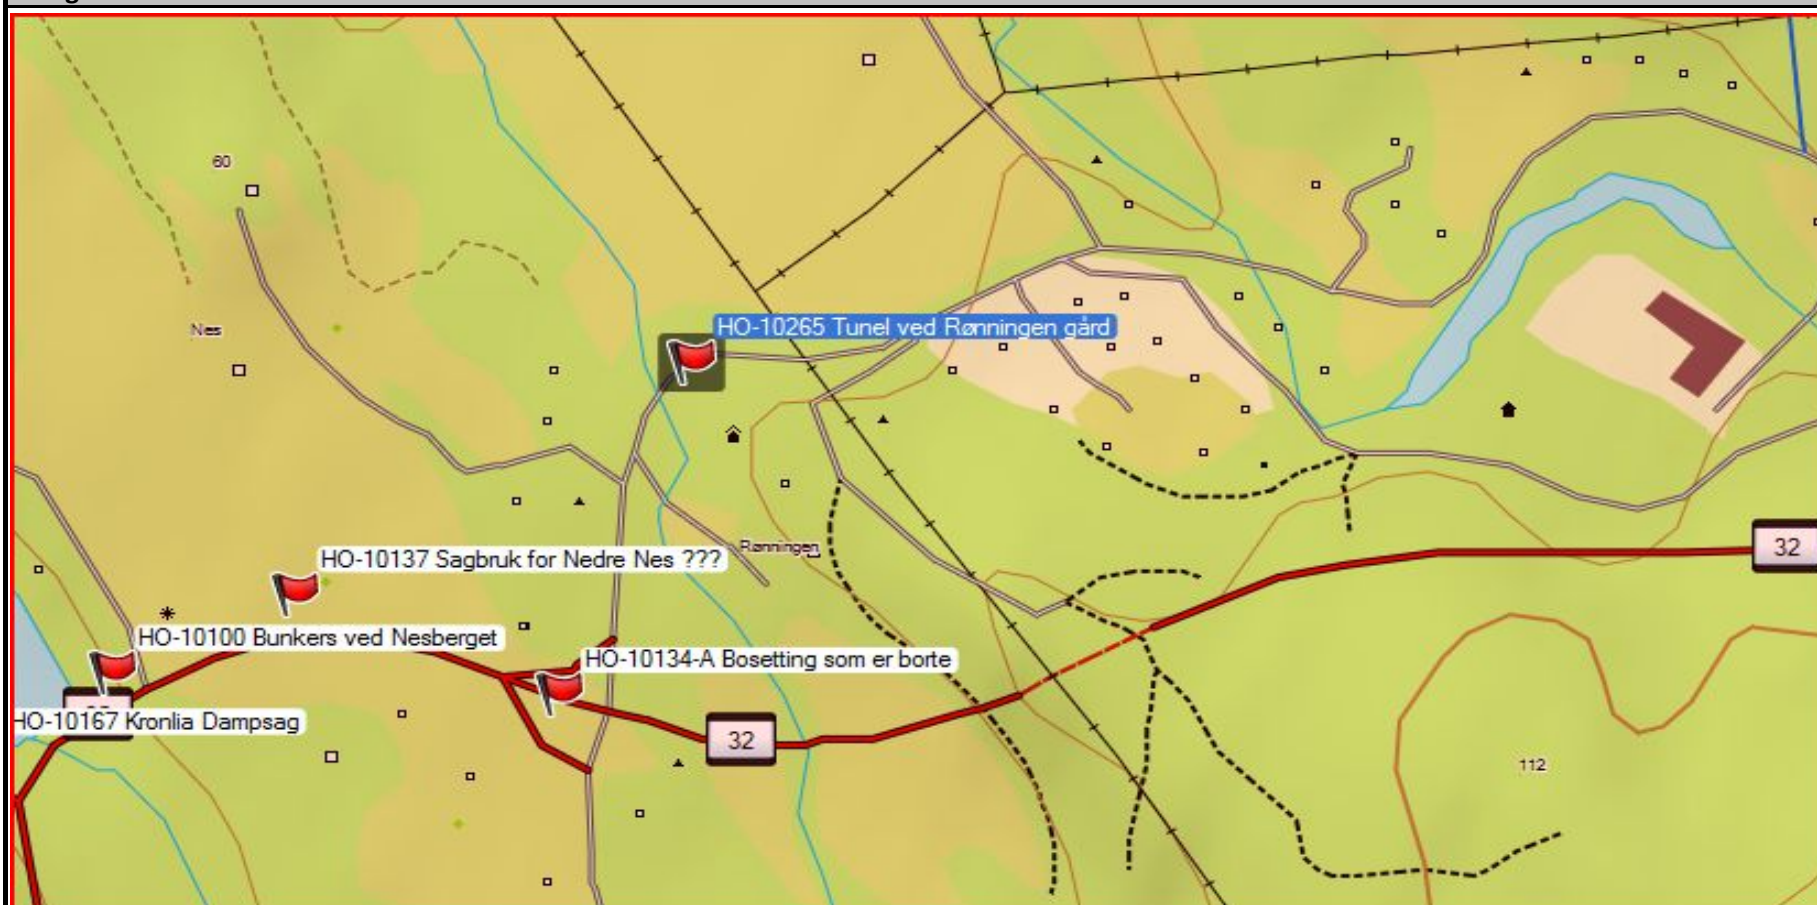 60
Nes
HO-10265 Tunel ved Rønningen gård
Rønningen
32
HO-10137 Sagbruk for Nedre Nes ???
HO-10100 Bunkers ved Nesberget
HO-10134-A Bosetting som er borte
HO-10167 Kronlia Dampsag
32
112